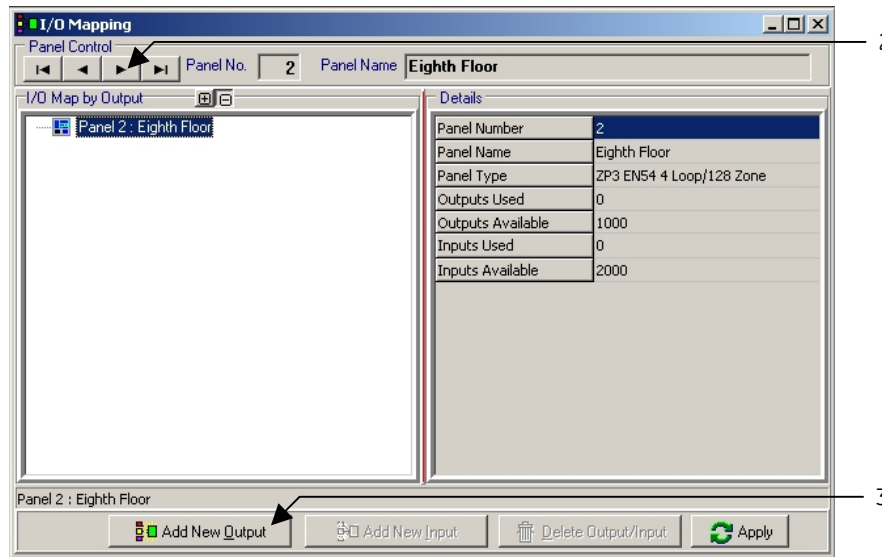 I/O Mapping
Panel Control
Panel No. 2 Panel Name Eighth Floor
2
I/O Map by Output
Panel 2 : Eighth Floor
Details
Panel Number 2
Panel Name Eighth Floor
Panel Type ZP3 EN54 4 Loop/128 Zone
Outputs Used 0
Outputs Available 1000
Inputs Used 0
Inputs Available 2000
Panel 2 : Eighth Floor
3
Add New Output Add New Input Delete Output/Input Apply